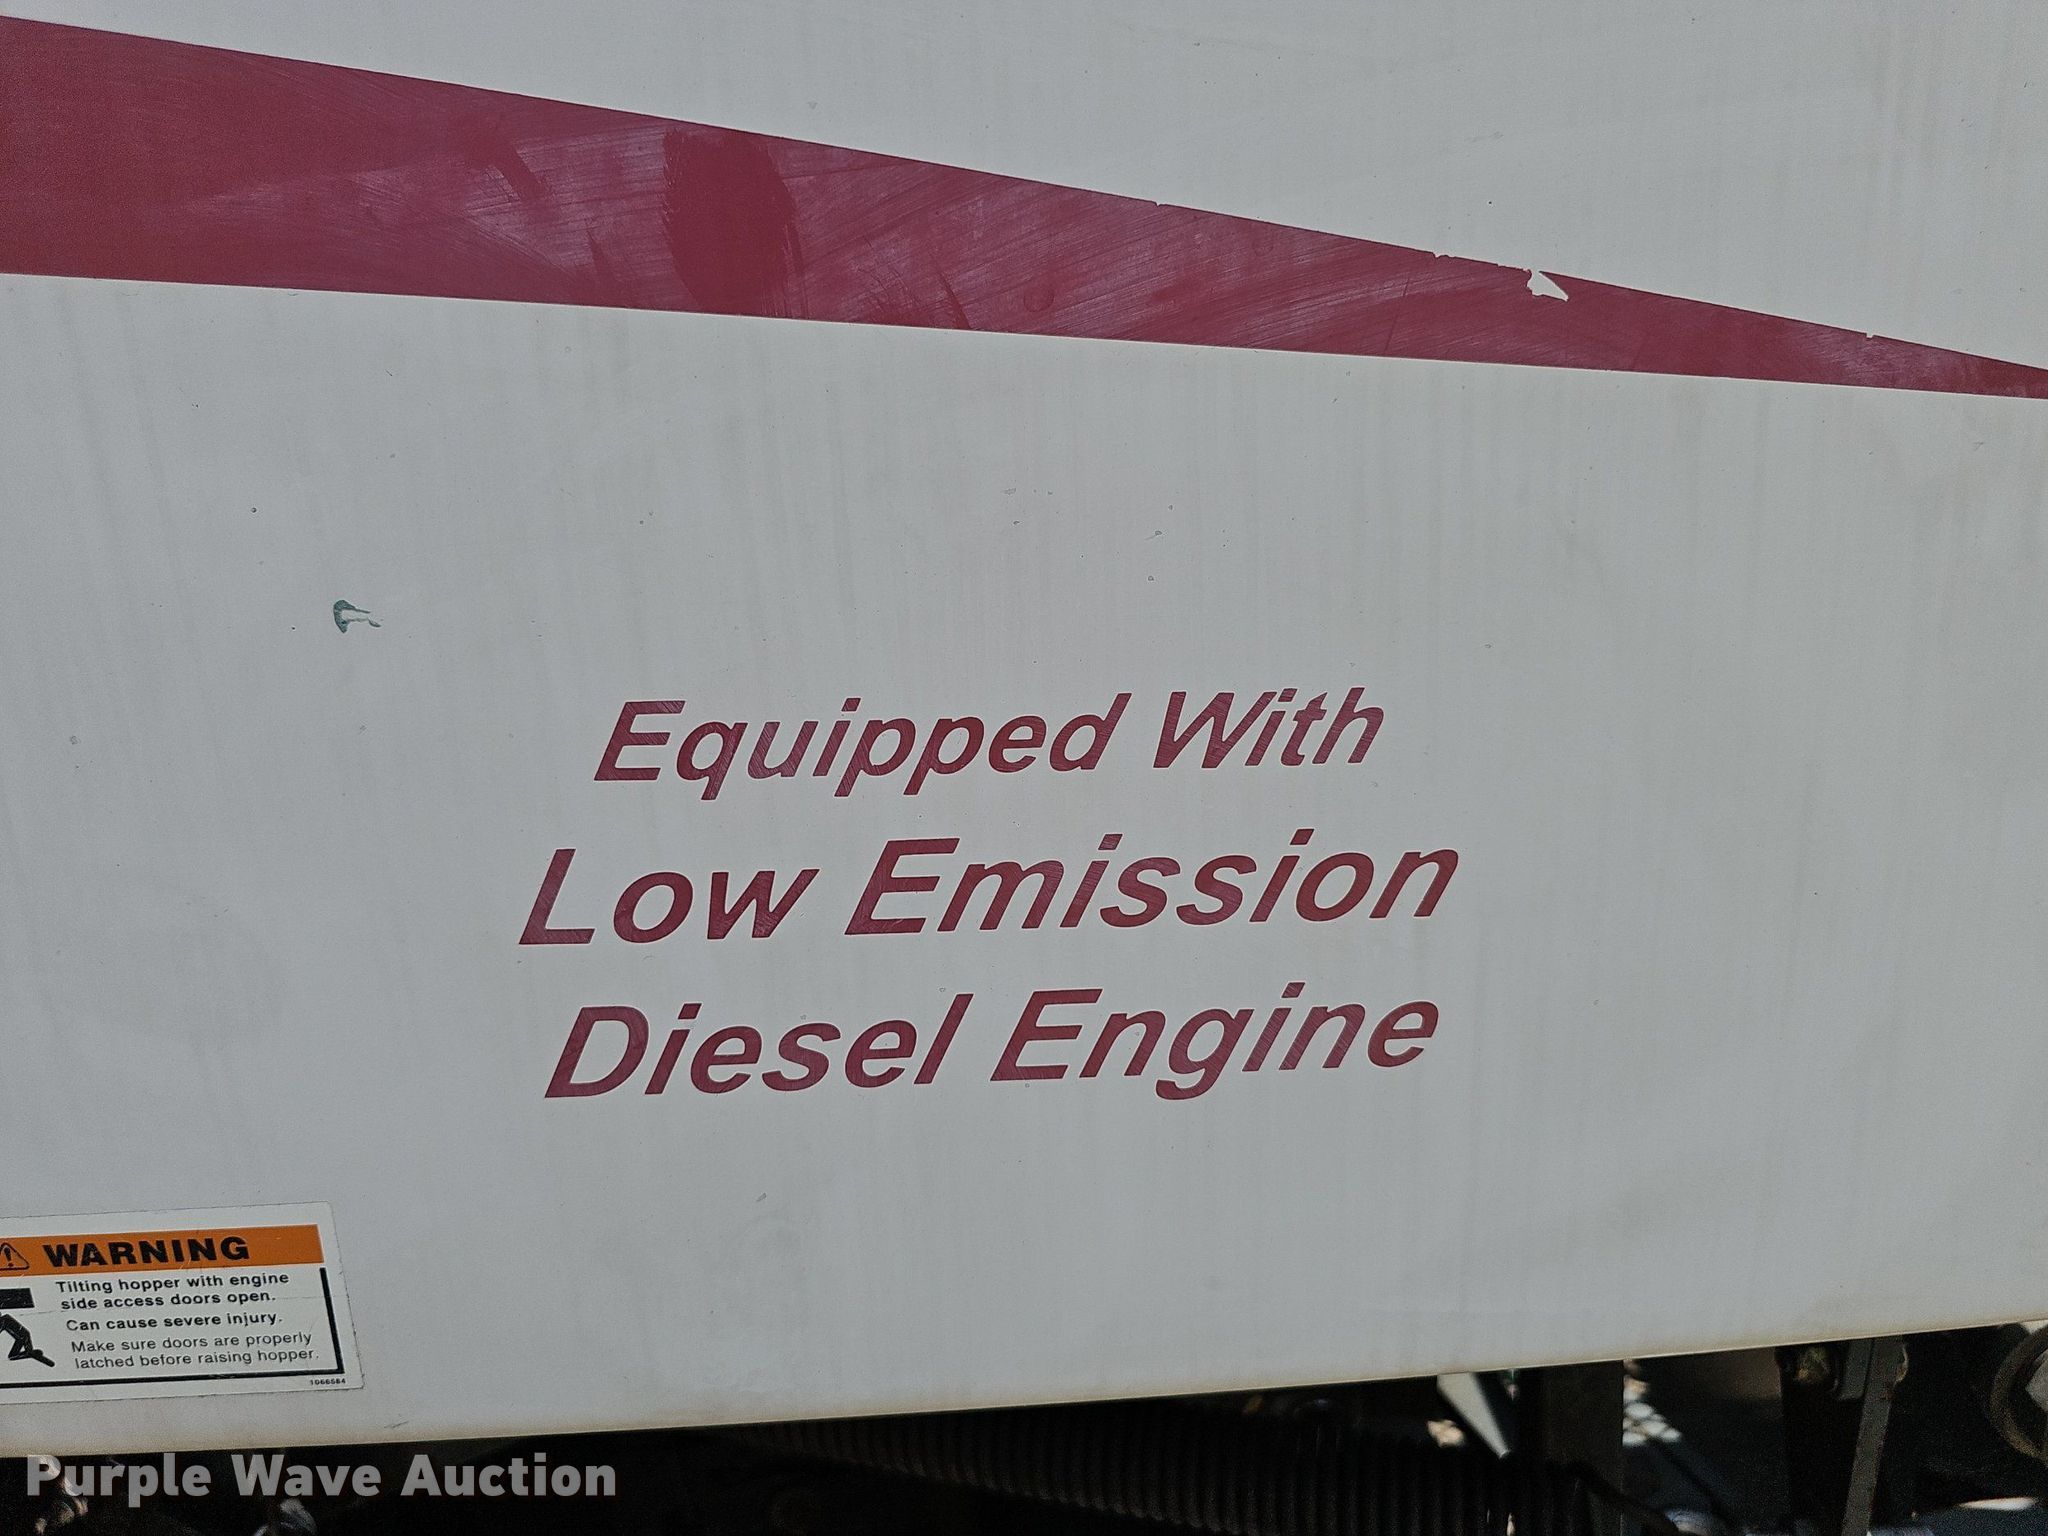 Equipped With
Low Emission
Diesel Engine
WARNING
Tilting hopper with engine
side access doors open.
Can cause severe injury.
Make sure doors are properly
latched before raising hopper.
1066584
Purple Wave Auction